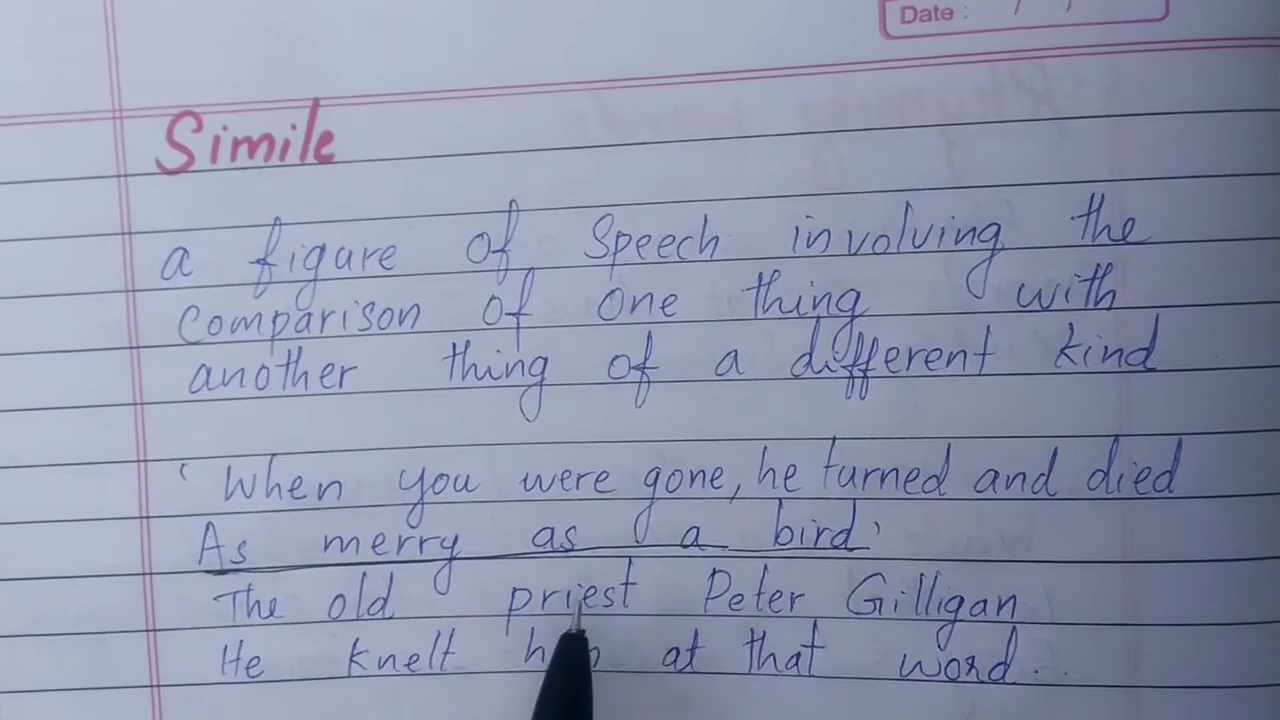 Date :
Simile
a figure of Speech involving the
Comparison of one thing with
another thing of a different kind
'When you were gone, he turned and died
As merry as a bird'
The old priest Peter Gilligan
He knelt at that word...